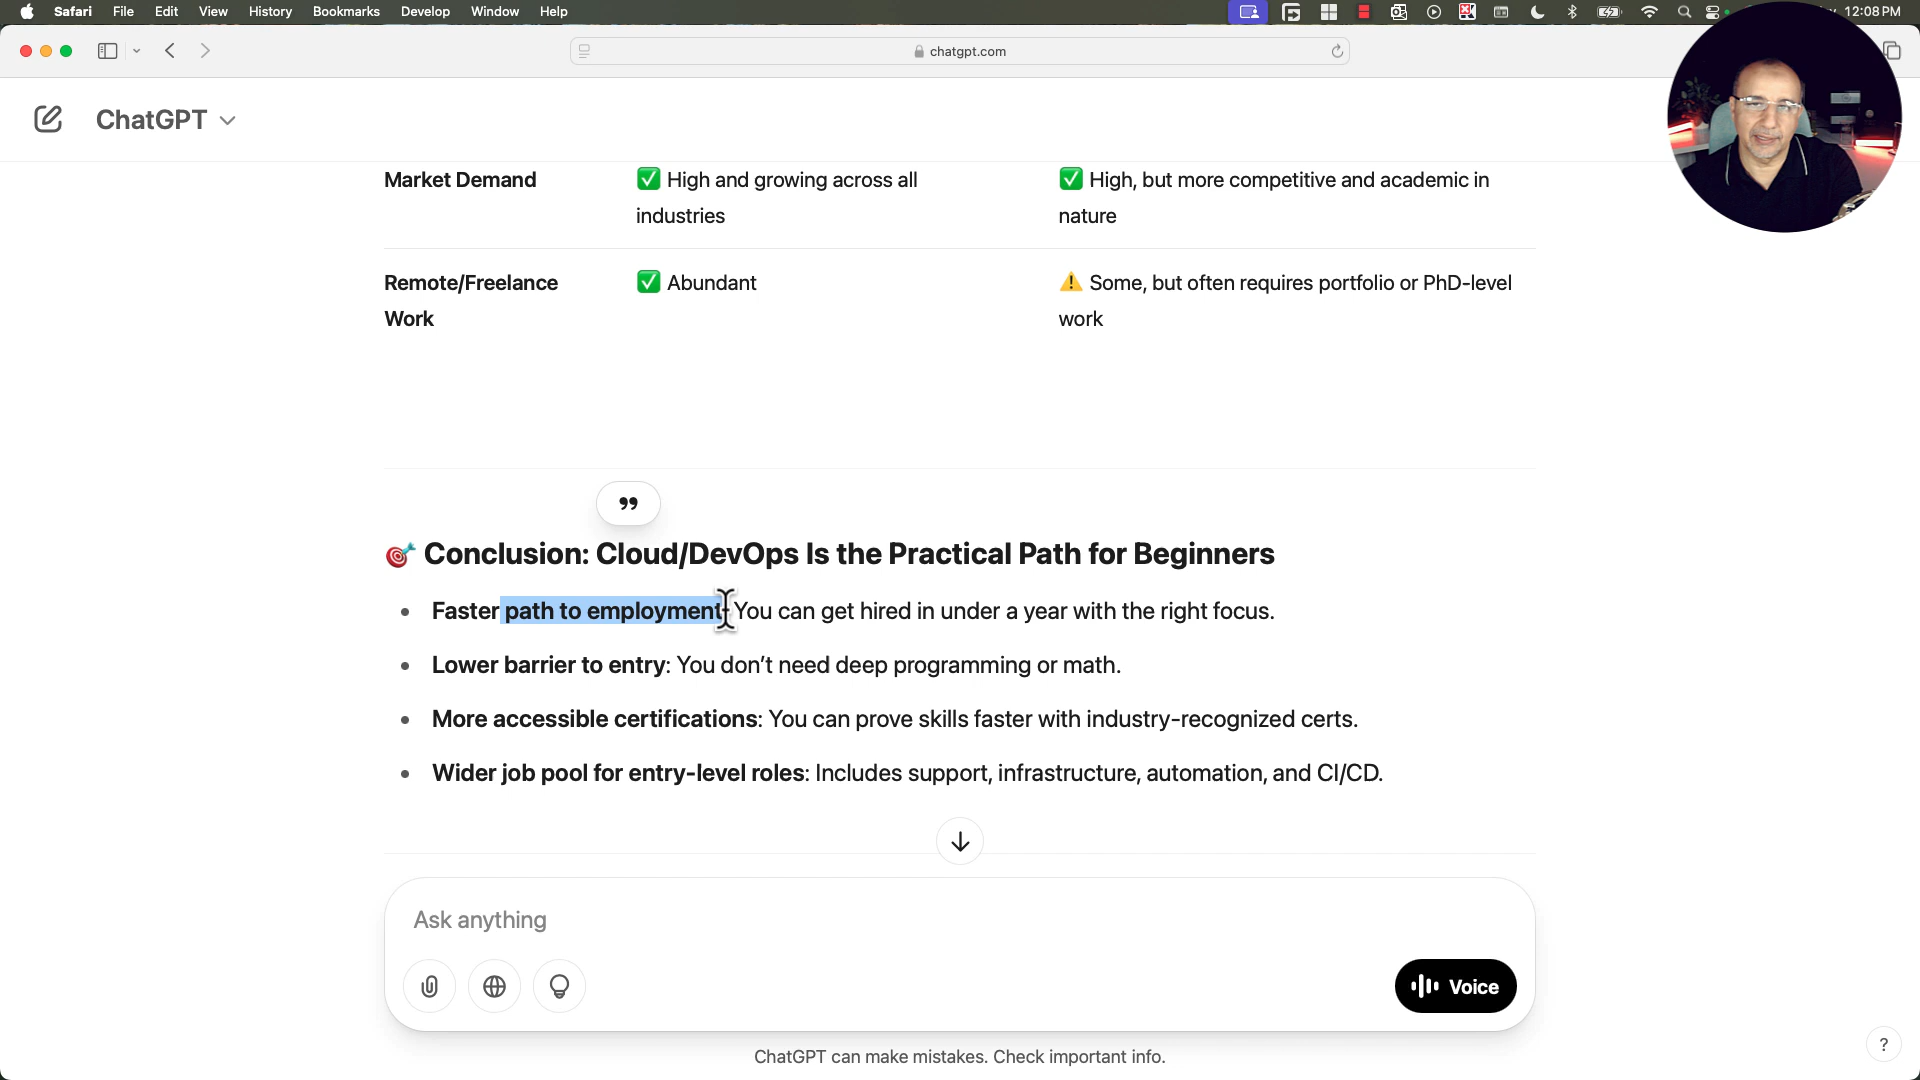 Safari File Edit View History Bookmarks Develop Window Help 12:08 PM
chatgpt.com
ChatGPT
Market Demand ✅ High and growing across all ✅ High, but more competitive and academic in
industries nature
Remote/Freelance ✅ Abundant ⚠️ Some, but often requires portfolio or PhD-level
Work work
🎯 Conclusion: Cloud/DevOps Is the Practical Path for Beginners
• Faster path to employment: You can get hired in under a year with the right focus.
• Lower barrier to entry: You don’t need deep programming or math.
• More accessible certifications: You can prove skills faster with industry-recognized certs.
• Wider job pool for entry-level roles: Includes support, infrastructure, automation, and CI/CD.
Ask anything
Voice
ChatGPT can make mistakes. Check important info.
?